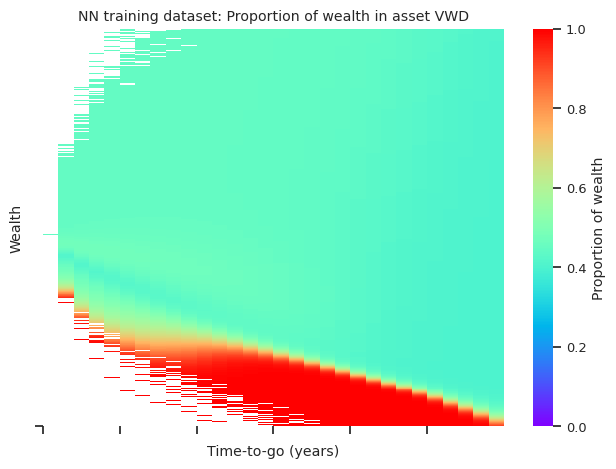 NN training dataset: Proportion of wealth in asset VWD
Wealth
Time-to-go (years)
1.0
0.8
0.6
0.4
0.2
0.0
Proportion of wealth